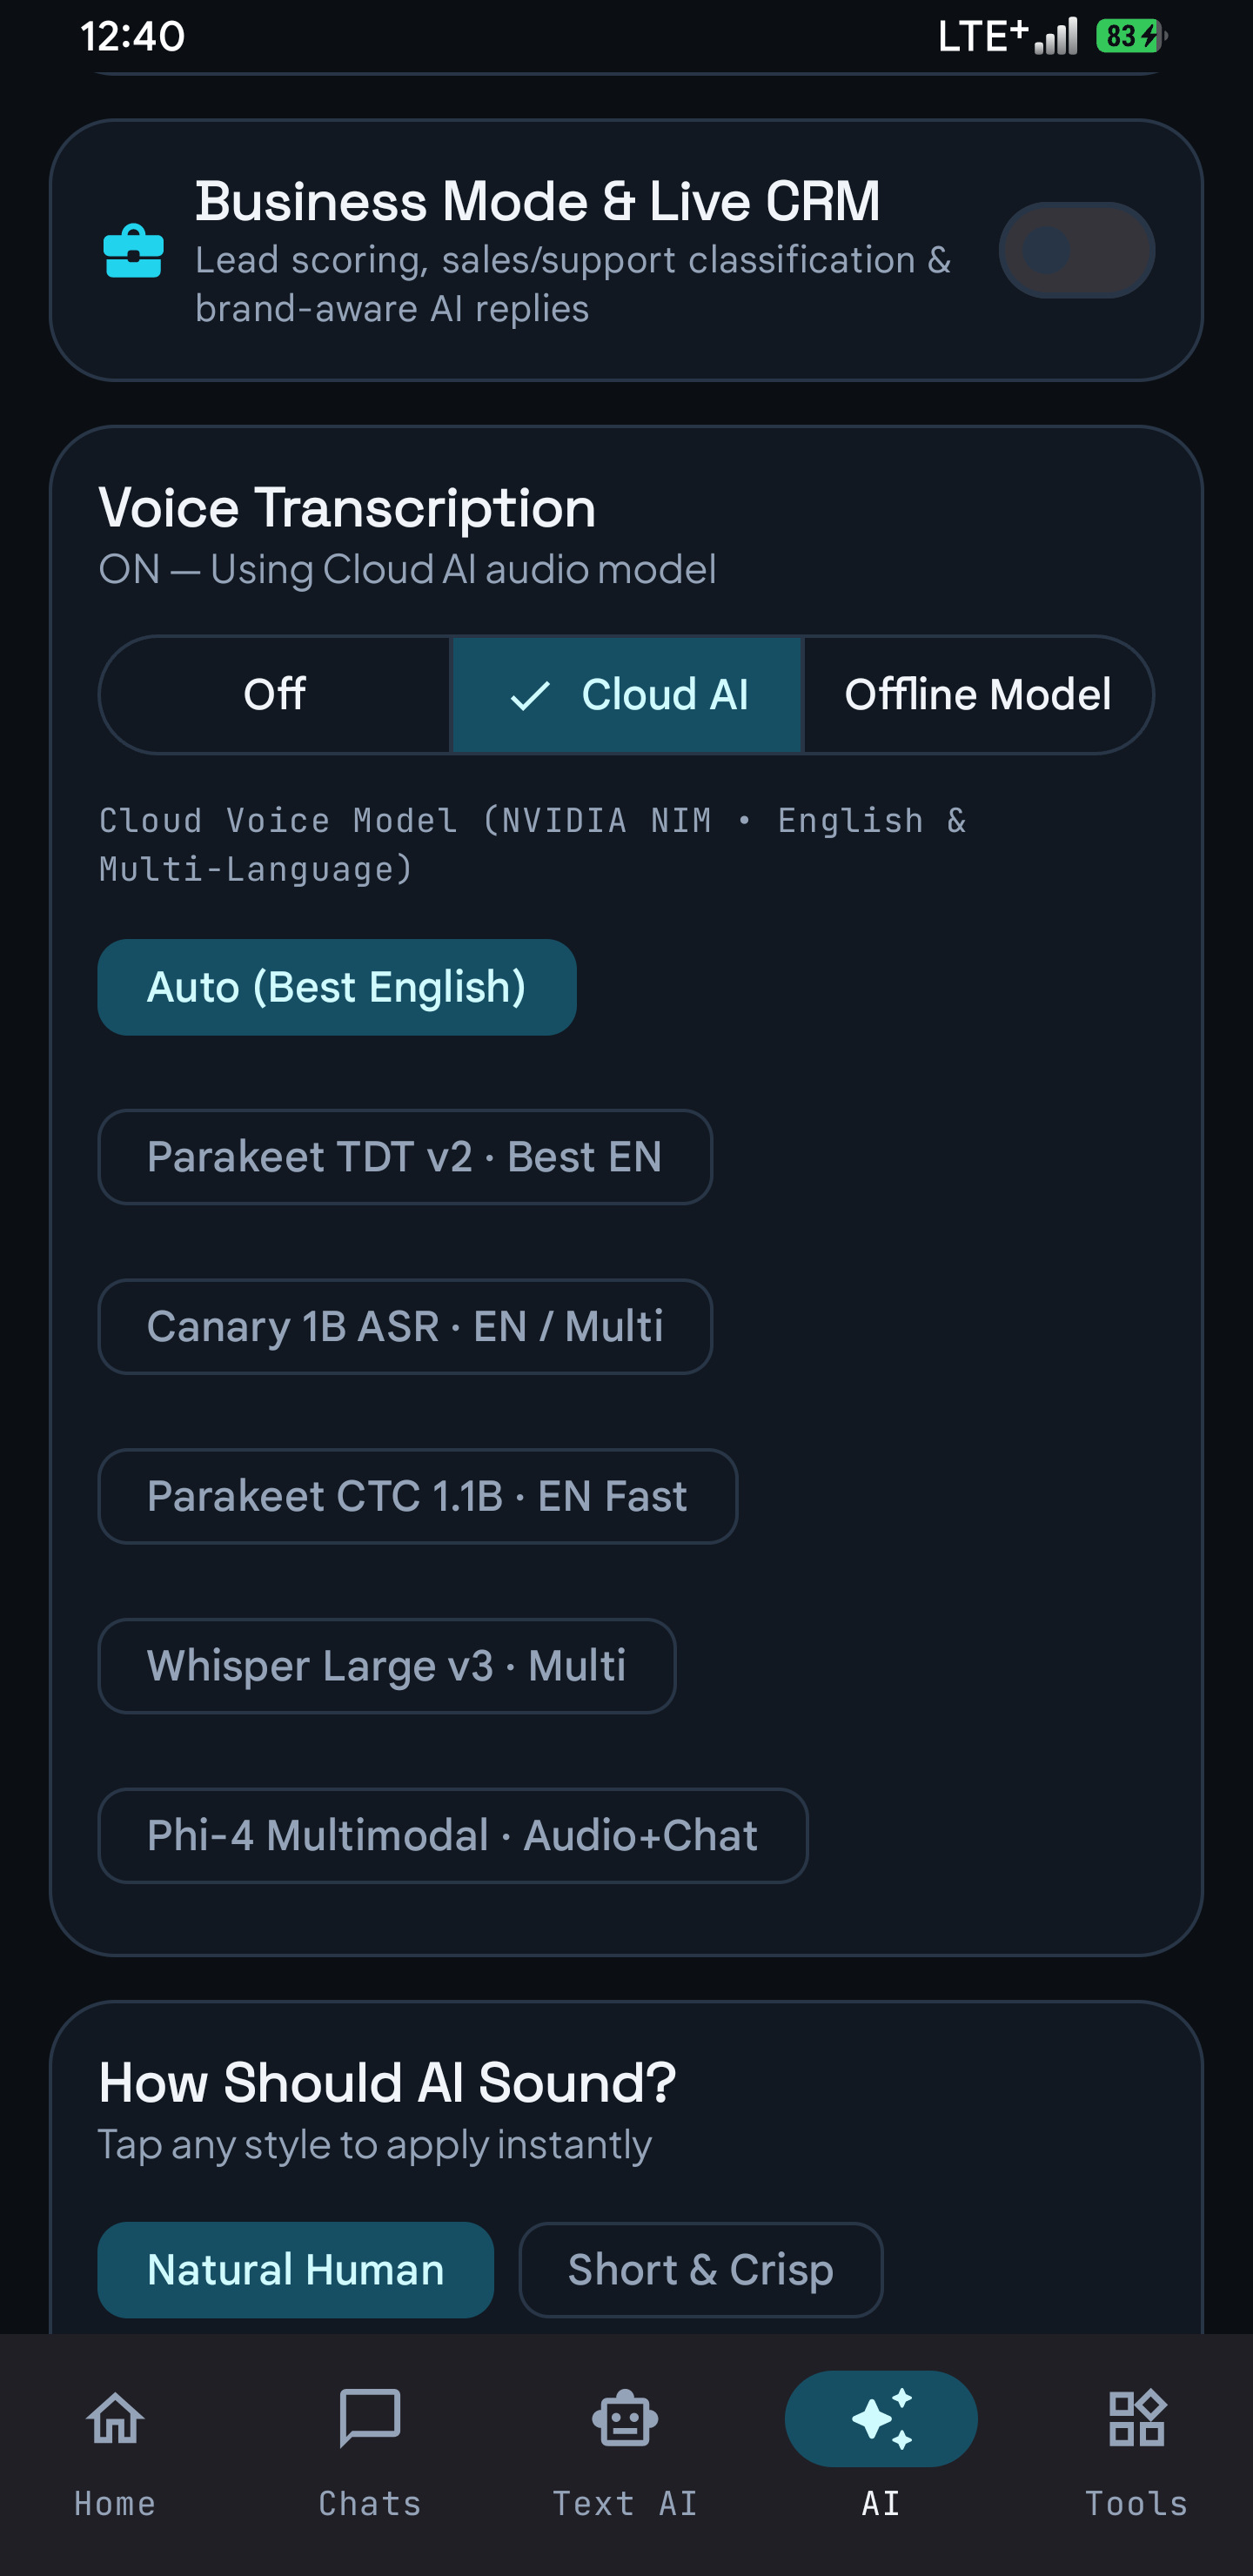 12:40
LTE+
83
Business Mode & Live CRM
Lead scoring, sales/support classification &
brand-aware AI replies
Voice Transcription
ON — Using Cloud AI audio model
Off
Cloud AI
Offline Model
Cloud Voice Model (NVIDIA NIM • English &
Multi-Language)
Auto (Best English)
Parakeet TDT v2 · Best EN
Canary 1B ASR · EN / Multi
Parakeet CTC 1.1B · EN Fast
Whisper Large v3 · Multi
Phi-4 Multimodal · Audio+Chat
How Should AI Sound?
Tap any style to apply instantly
Natural Human
Short & Crisp
Home
Chats
Text AI
AI
Tools